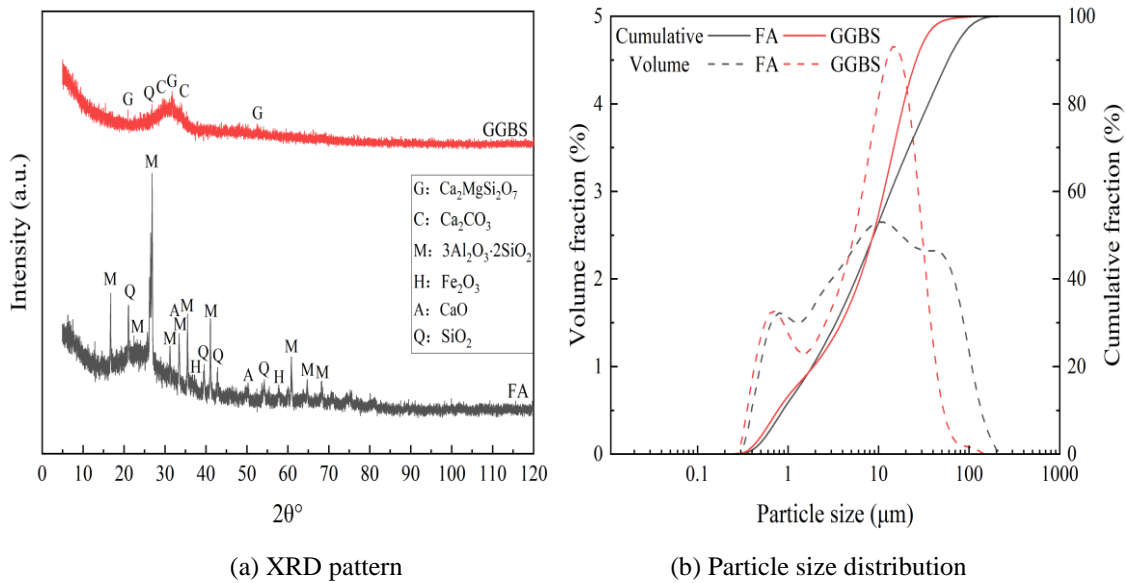 G Q C G C G
GGBS
M
G: Ca₂MgSi₂O₇
C: Ca₂CO₃
M: 3Al₂O₃·2SiO₂
H: Fe₂O₃
A: CaO
Q: SiO₂
M Q M M A M M H Q M Q A Q H M M M
FA
Intensity (a.u.)
0 10 20 30 40 50 60 70 80 90 100 110 120
2θ°
(a) XRD pattern
Cumulative FA GGBS
Volume FA GGBS
5
4
3
2
1
0
Volume fraction (%)
100
80
60
40
20
0
Cumulative fraction (%)
0.1 1 10 100 1000
Particle size (μm)
(b) Particle size distribution